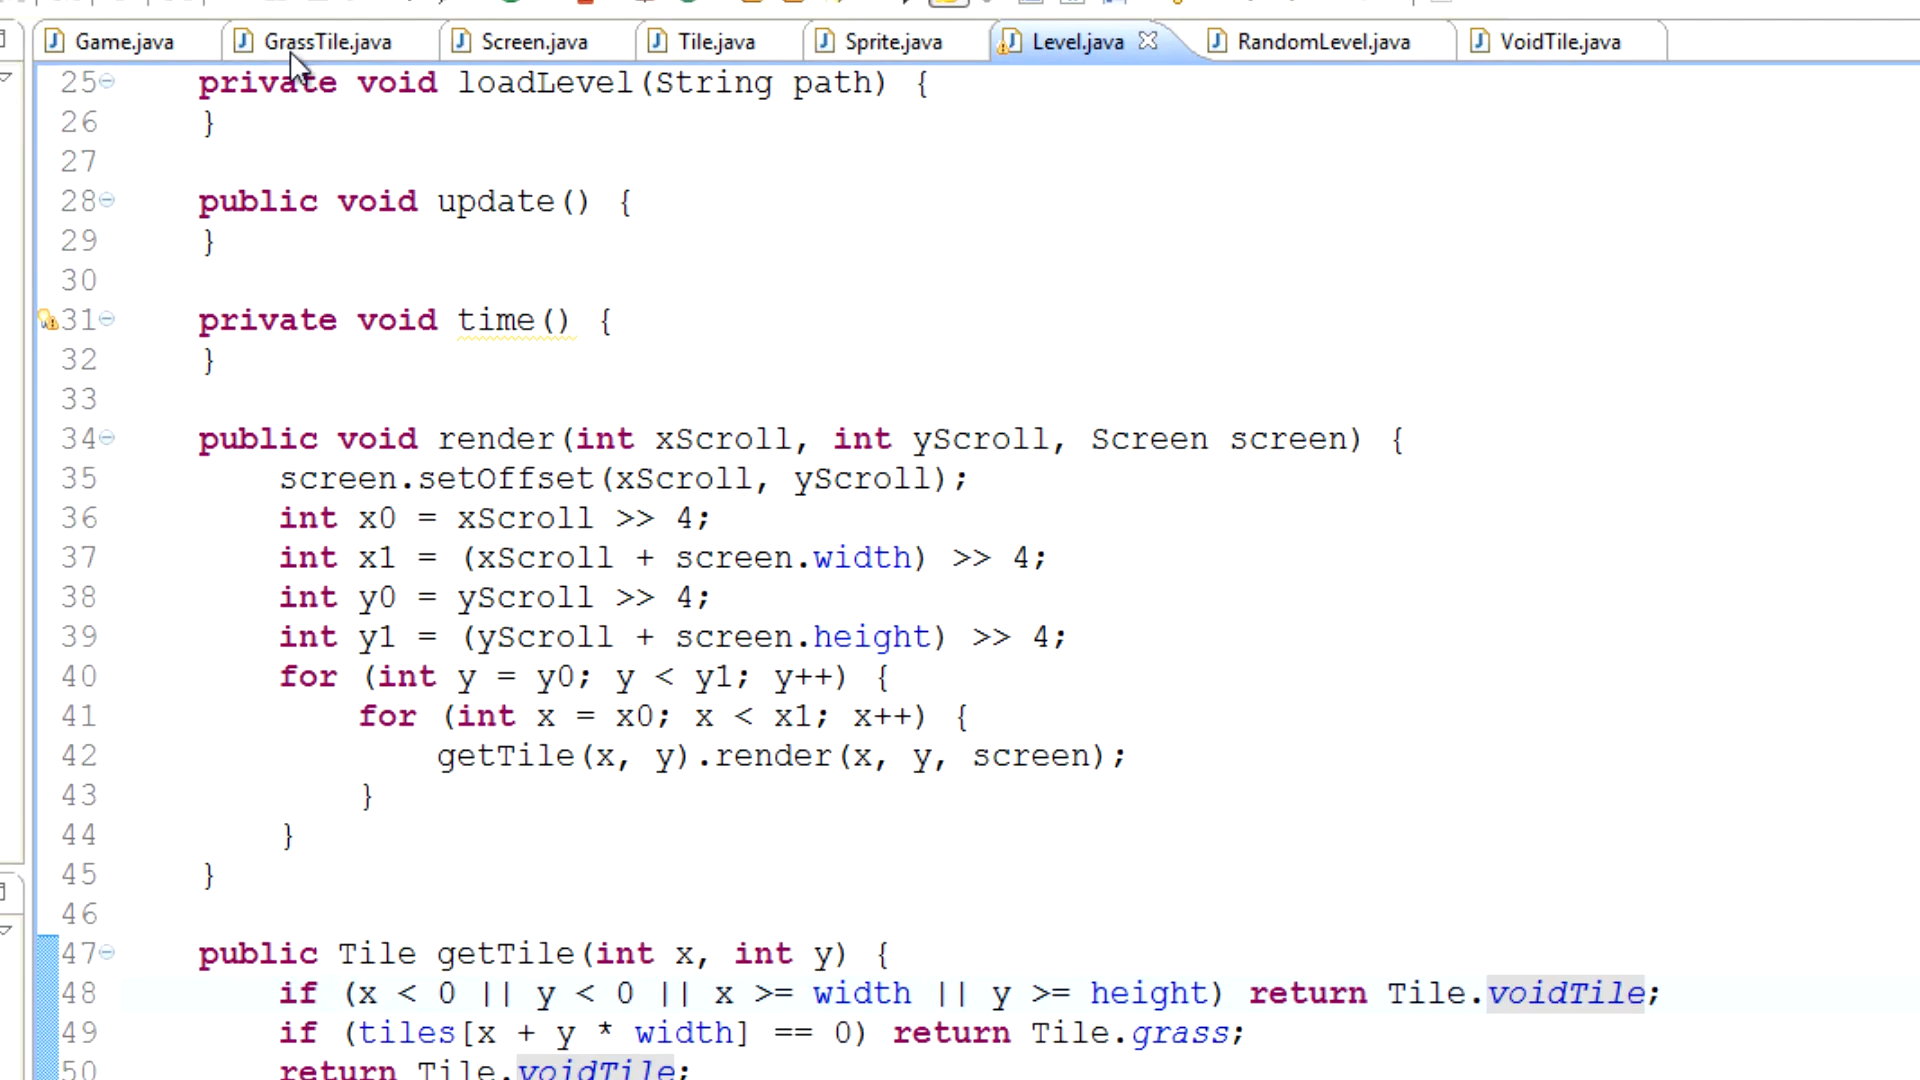 Game.java GrassTile.java Screen.java Tile.java Sprite.java Level.java RandomLevel.java VoidTile.java
25 private void loadLevel(String path) {
26 }
27
28 public void update() {
29 }
30
31 private void time() {
32 }
33
34 public void render(int xScroll, int yScroll, Screen screen) {
35 screen.setOffset(xScroll, yScroll);
36 int x0 = xScroll >> 4;
37 int x1 = (xScroll + screen.width) >> 4;
38 int y0 = yScroll >> 4;
39 int y1 = (yScroll + screen.height) >> 4;
40 for (int y = y0; y < y1; y++) {
41 for (int x = x0; x < x1; x++) {
42 getTile(x, y).render(x, y, screen);
43 }
44 }
45 }
46
47 public Tile getTile(int x, int y) {
48 if (x < 0 || y < 0 || x >= width || y >= height) return Tile.voidTile;
49 if (tiles[x + y * width] == 0) return Tile.grass;
50 return Tile.voidTile;